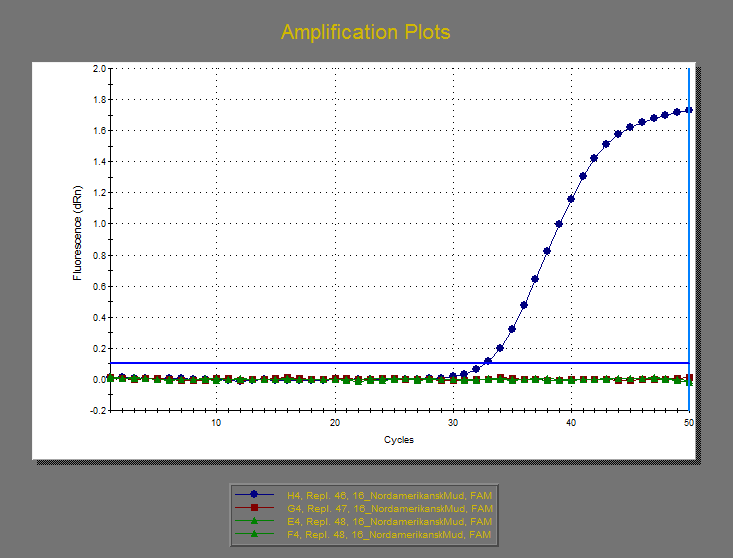 Amplification Plots
2.0
1.8
1.6
1.4
1.2
1.0
0.8
0.6
0.4
0.2
0.0
-0.2
Fluorescence (dRn)
10 20 30 40 50
Cycles
H4, Repl. 46, 16_NordamerikanskMud, FAM
G4, Repl. 47, 16_NordamerikanskMud, FAM
E4, Repl. 48, 16_NordamerikanskMud, FAM
F4, Repl. 48, 16_NordamerikanskMud, FAM